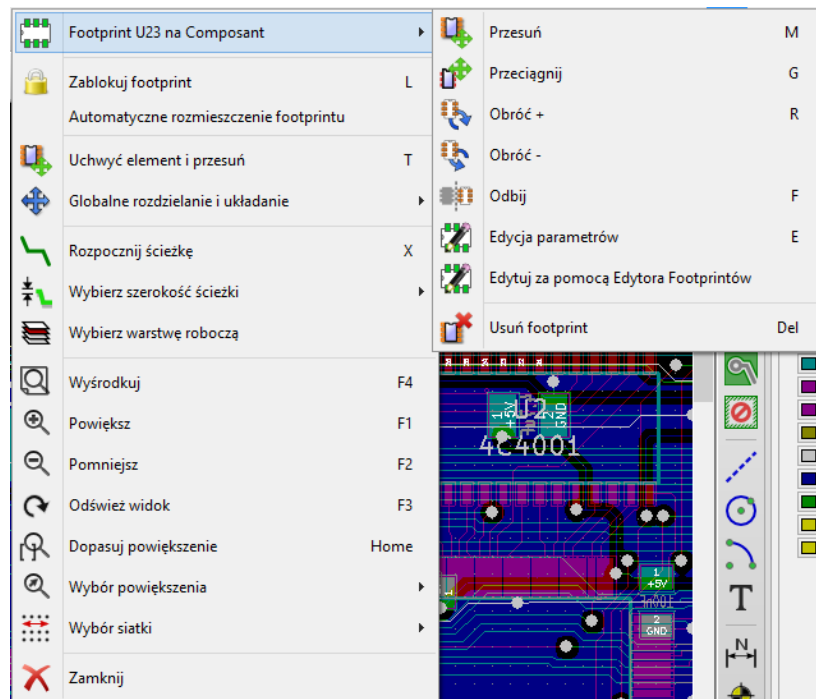 Footprint U23 na Composant
Zablokuj footprint L
Automatyczne rozmieszczenie footprintu
Uchwyć element i przesuń T
Globalne rozdzielanie i układanie
Rozpocznij ścieżkę X
Wybierz szerokość ścieżki
Wybierz warstwę roboczą
Wyśrodkuj F4
Powiększ F1
Pomniejsz F2
Odśwież widok F3
Dopasuj powiększenie Home
Wybór powiększenia
Wybór siatki
Zamknij
Przesuń M
Przeciągnij G
Obróć + R
Obróć -
Odbij F
Edycja parametrów E
Edytuj za pomocą Edytora Footprintów
Usuń footprint Del
1
+5V
2
GND
4C4001
1
+5V
2
GND
T
N